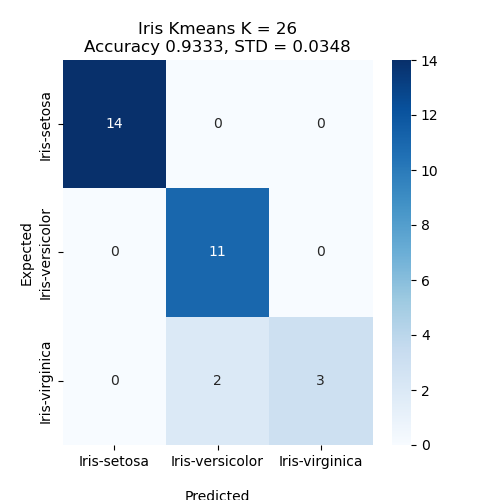 Iris Kmeans K = 26
Accuracy 0.9333, STD = 0.0348
Expected
Iris-setosa
14 0 0
Iris-versicolor
0 11 0
Iris-virginica
0 2 3
Iris-setosa Iris-versicolor Iris-virginica
Predicted
14
12
10
8
6
4
2
0